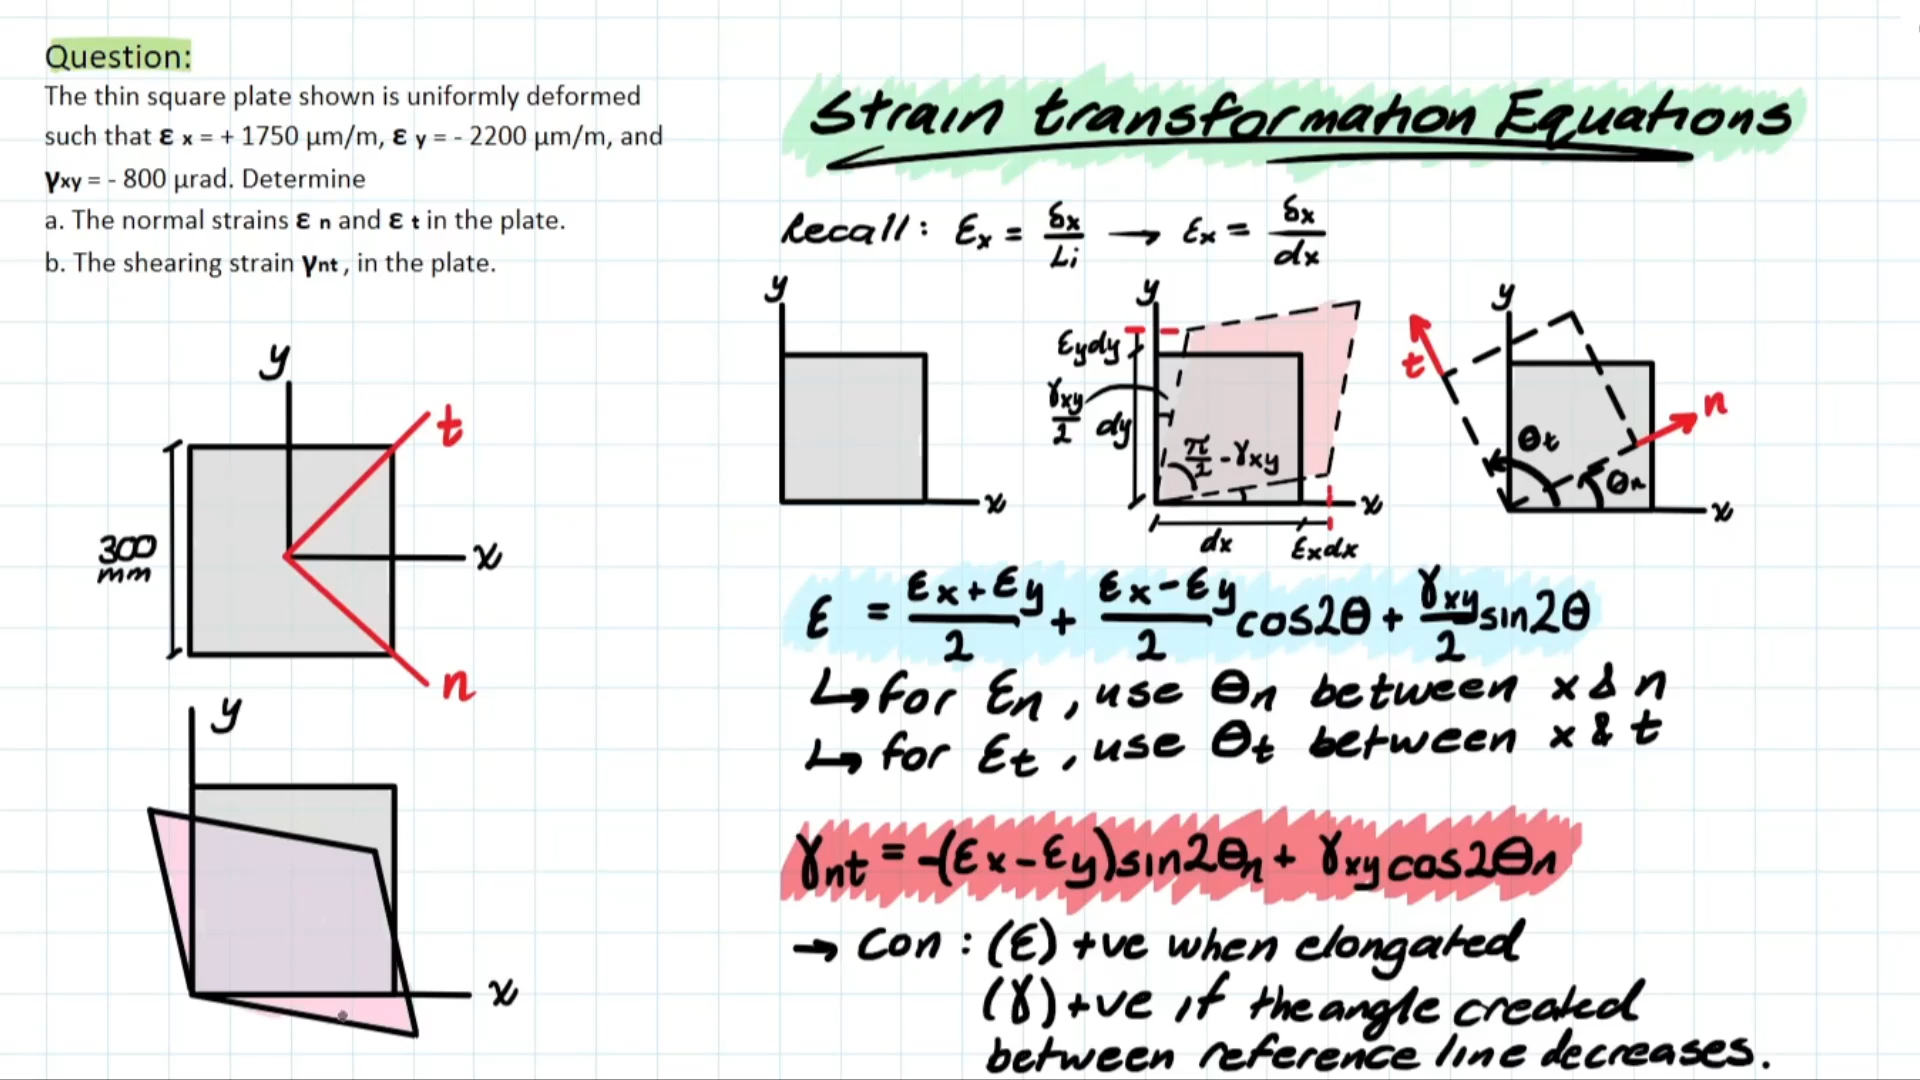 Question:
The thin square plate shown is uniformly deformed
such that ε x = + 1750 μm/m, ε y = - 2200 μm/m, and
γxy = - 800 μrad. Determine
a. The normal strains ε n and ε t in the plate.
b. The shearing strain γnt , in the plate.
y
t
300
mm
x
n
y
x
Strain transformation Equations
Recall: εx = δx/Li → εx = δx/dx
y
x
y
εydy
γxy/2
dy
π/2 - γxy
x
dx
εxdx
y
t
n
θt
θn
x
ε = εx+εy/2 + εx-εy/2 cos2θ + γxy/2 sin2θ
↳ for εn, use θn between x & n
↳ for εt, use θt between x & t
γnt = -(εx-εy)sin2θn + γxy cos2θn
→ Con: (ε) +ve when elongated
(γ) +ve if the angle created
between reference line decreases.